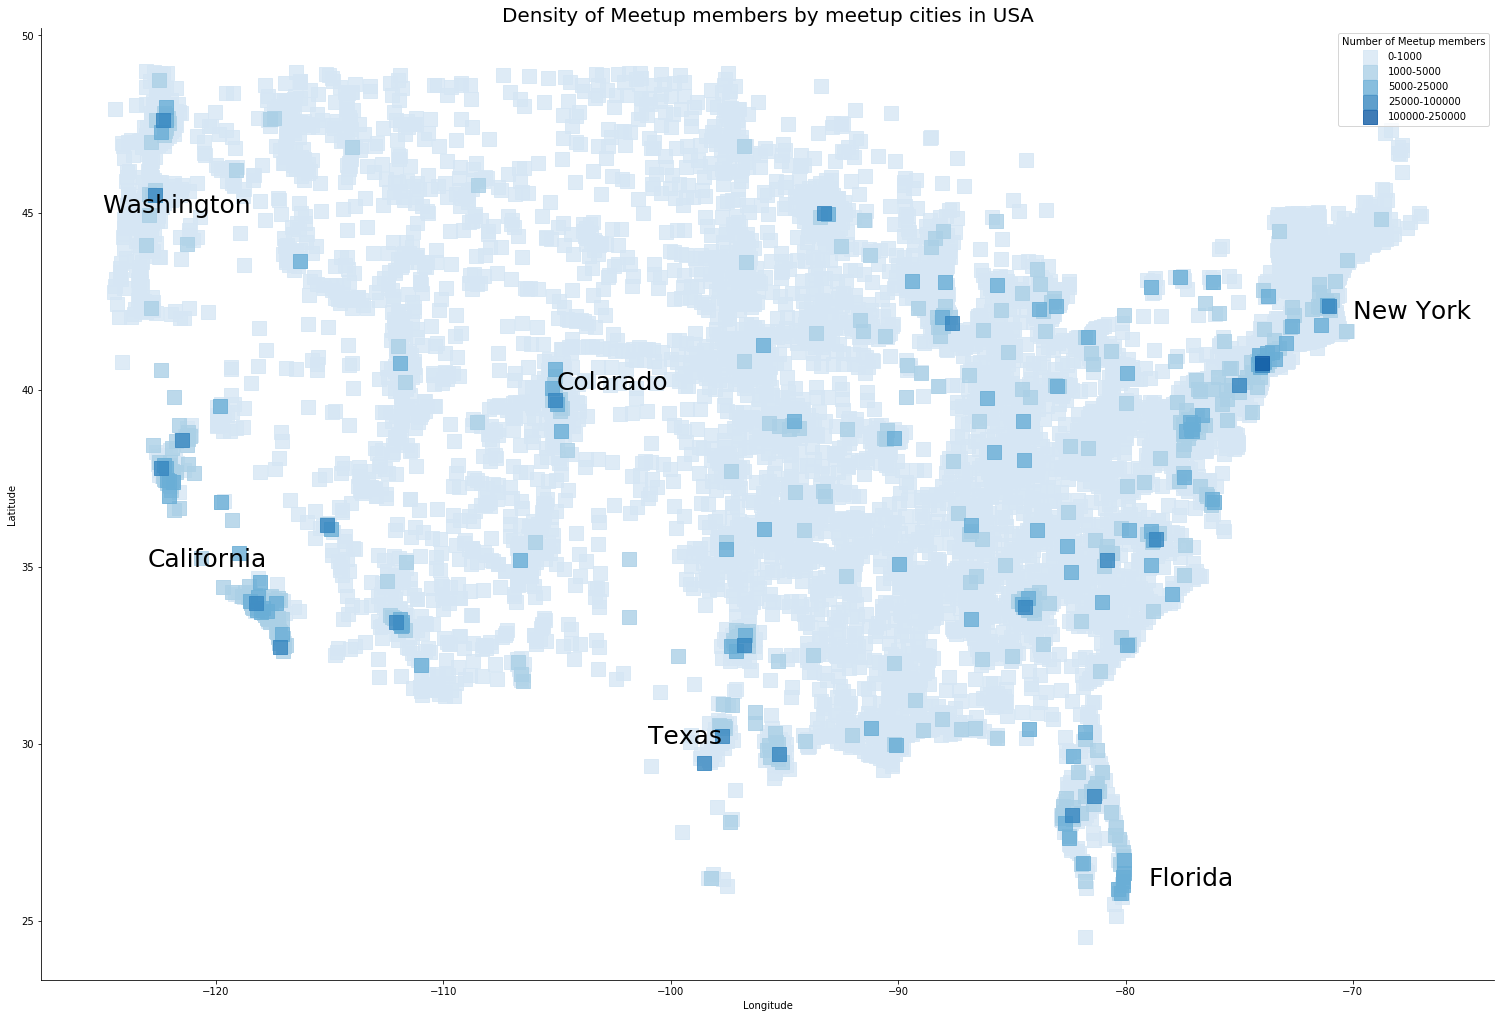 Density of Meetup members by meetup cities in USA
Number of Meetup members
0-1000
1000-5000
5000-25000
25000-100000
100000-250000
50
45
40
35
30
25
Latitude
Washington
New York
Colarado
California
Texas
Florida
−120
−110
−100
−90
−80
−70
Longitude